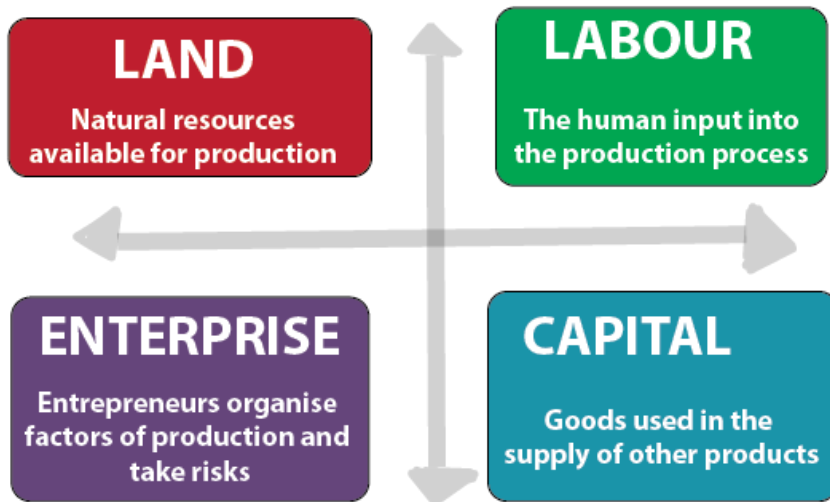 LAND
Natural resources
available for production
LABOUR
The human input into
the production process
ENTERPRISE
Entrepreneurs organise
factors of production and
take risks
CAPITAL
Goods used in the
supply of other products